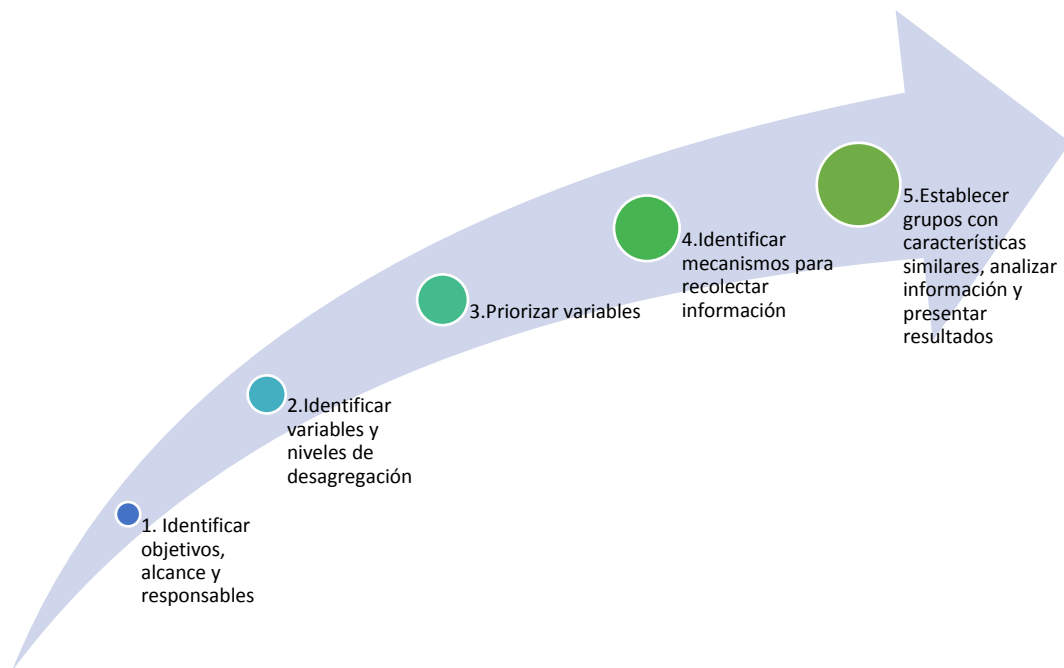 1. Identificar
objetivos,
alcance y
responsables
2.Identificar
variables y
niveles de
desagregación
3.Priorizar variables
4.Identificar
mecanismos para
recolectar
información
5.Establecer
grupos con
características
similares, analizar
información y
presentar
resultados